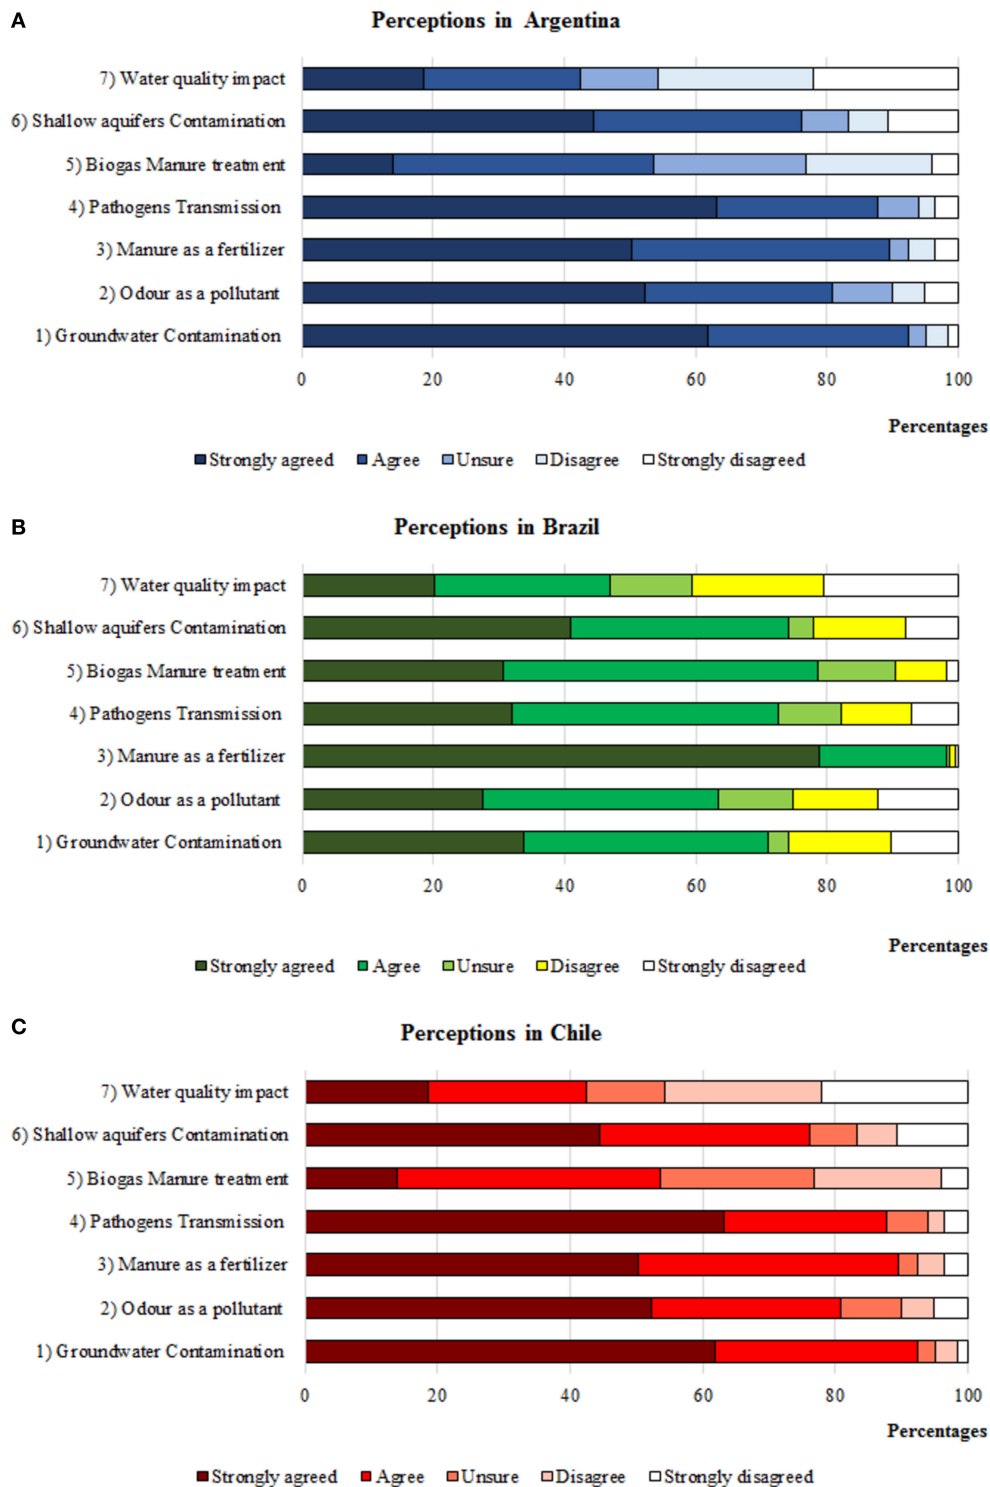 A
Perceptions in Argentina
7) Water quality impact
6) Shallow aquifers Contamination
5) Biogas Manure treatment
4) Pathogens Transmission
3) Manure as a fertilizer
2) Odour as a pollutant
1) Groundwater Contamination
0 20 40 60 80 100
Percentages
Strongly agreed Agree Unsure Disagree Strongly disagreed
B
Perceptions in Brazil
7) Water quality impact
6) Shallow aquifers Contamination
5) Biogas Manure treatment
4) Pathogens Transmission
3) Manure as a fertilizer
2) Odour as a pollutant
1) Groundwater Contamination
0 20 40 60 80 100
Percentages
Strongly agreed Agree Unsure Disagree Strongly disagreed
C
Perceptions in Chile
7) Water quality impact
6) Shallow aquifers Contamination
5) Biogas Manure treatment
4) Pathogens Transmission
3) Manure as a fertilizer
2) Odour as a pollutant
1) Groundwater Contamination
0 20 40 60 80 100
Percentages
Strongly agreed Agree Unsure Disagree Strongly disagreed